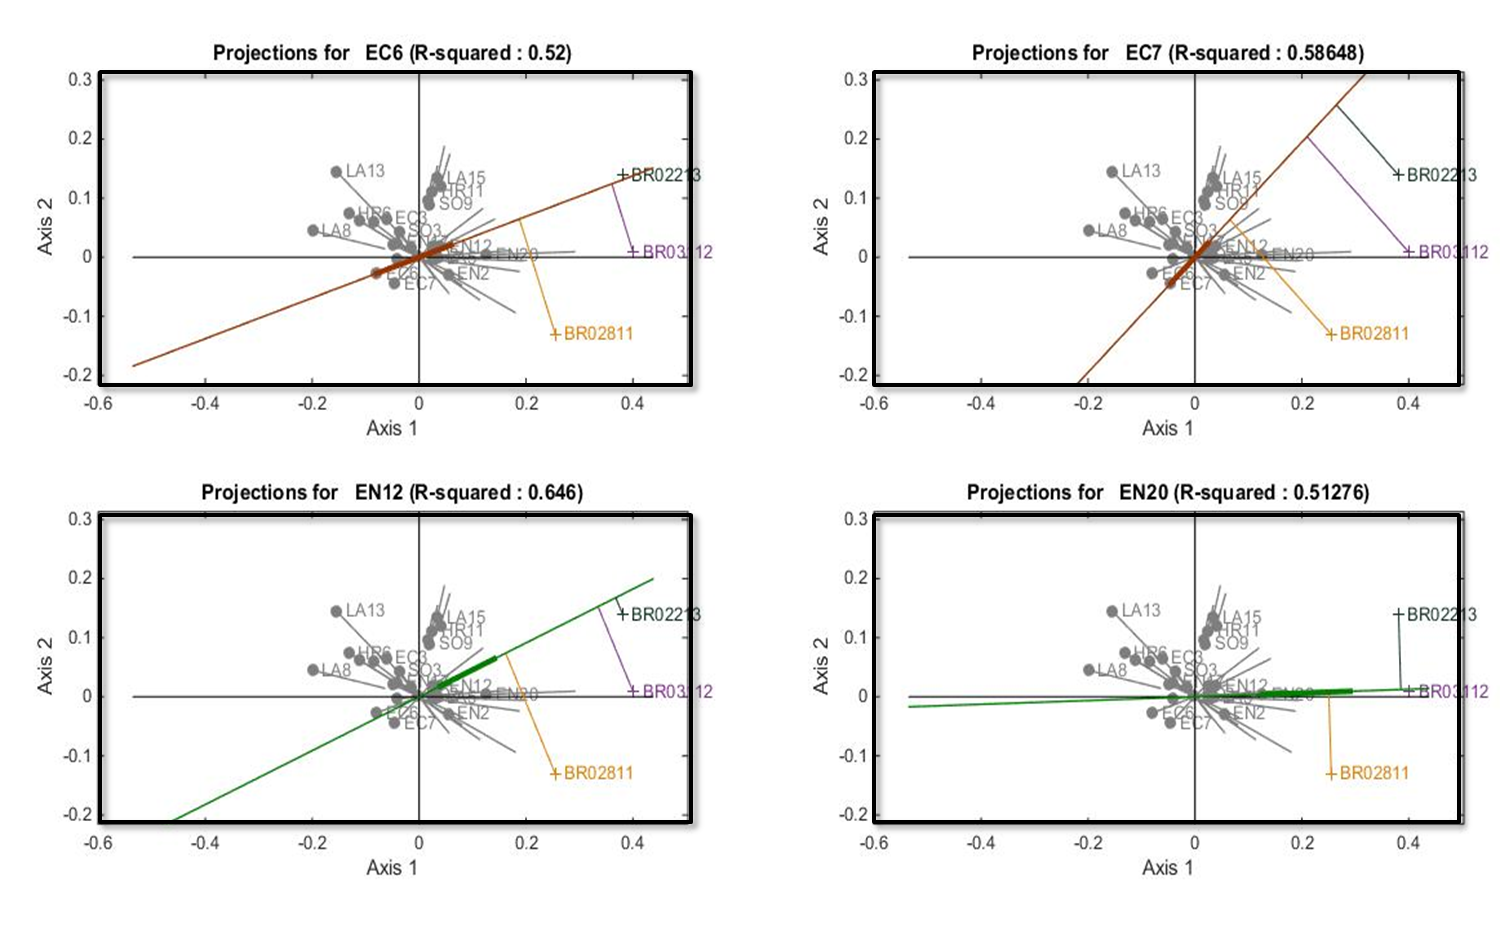 Projections for EC6 (R-squared : 0.52)
0.3
0.2
0.1
0
-0.1
-0.2
Axis 2
-0.6 -0.4 -0.2 0 0.2 0.4
Axis 1
LA13
LA15
HR11
SO9
HP6
EC3
LA8
SO3
EN12
EN20
EC6
EN2
EC7
BR02213
BR03112
BR02811
Projections for EC7 (R-squared : 0.58648)
0.3
0.2
0.1
0
-0.1
-0.2
Axis 2
-0.6 -0.4 -0.2 0 0.2 0.4
Axis 1
LA13
LA15
HR11
SO9
HP6
EC3
LA8
SO3
EN12
EN20
EC6
EN2
EC7
BR02213
BR03112
BR02811
Projections for EN12 (R-squared : 0.646)
0.3
0.2
0.1
0
-0.1
-0.2
Axis 2
-0.6 -0.4 -0.2 0 0.2 0.4
Axis 1
LA13
LA15
HR11
SO9
HP6
EC3
LA8
SO3
EN12
EN20
EC6
EN2
EC7
BR02213
BR03112
BR02811
Projections for EN20 (R-squared : 0.51276)
0.3
0.2
0.1
0
-0.1
-0.2
Axis 2
-0.6 -0.4 -0.2 0 0.2 0.4
Axis 1
LA13
LA15
HR11
SO9
HP6
EC3
LA8
SO3
EN12
EN20
EC6
EN2
EC7
BR02213
BR03112
BR02811